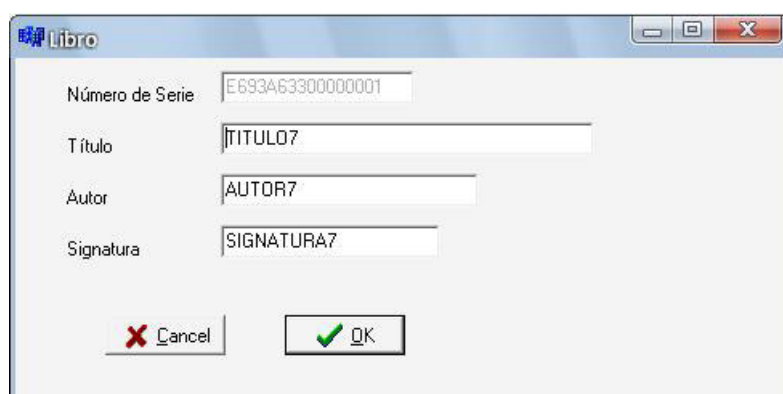 Libro
Número de Serie E693A63300000001
Título TITULO7
Autor AUTOR7
Signatura SIGNATURA7
Cancel OK